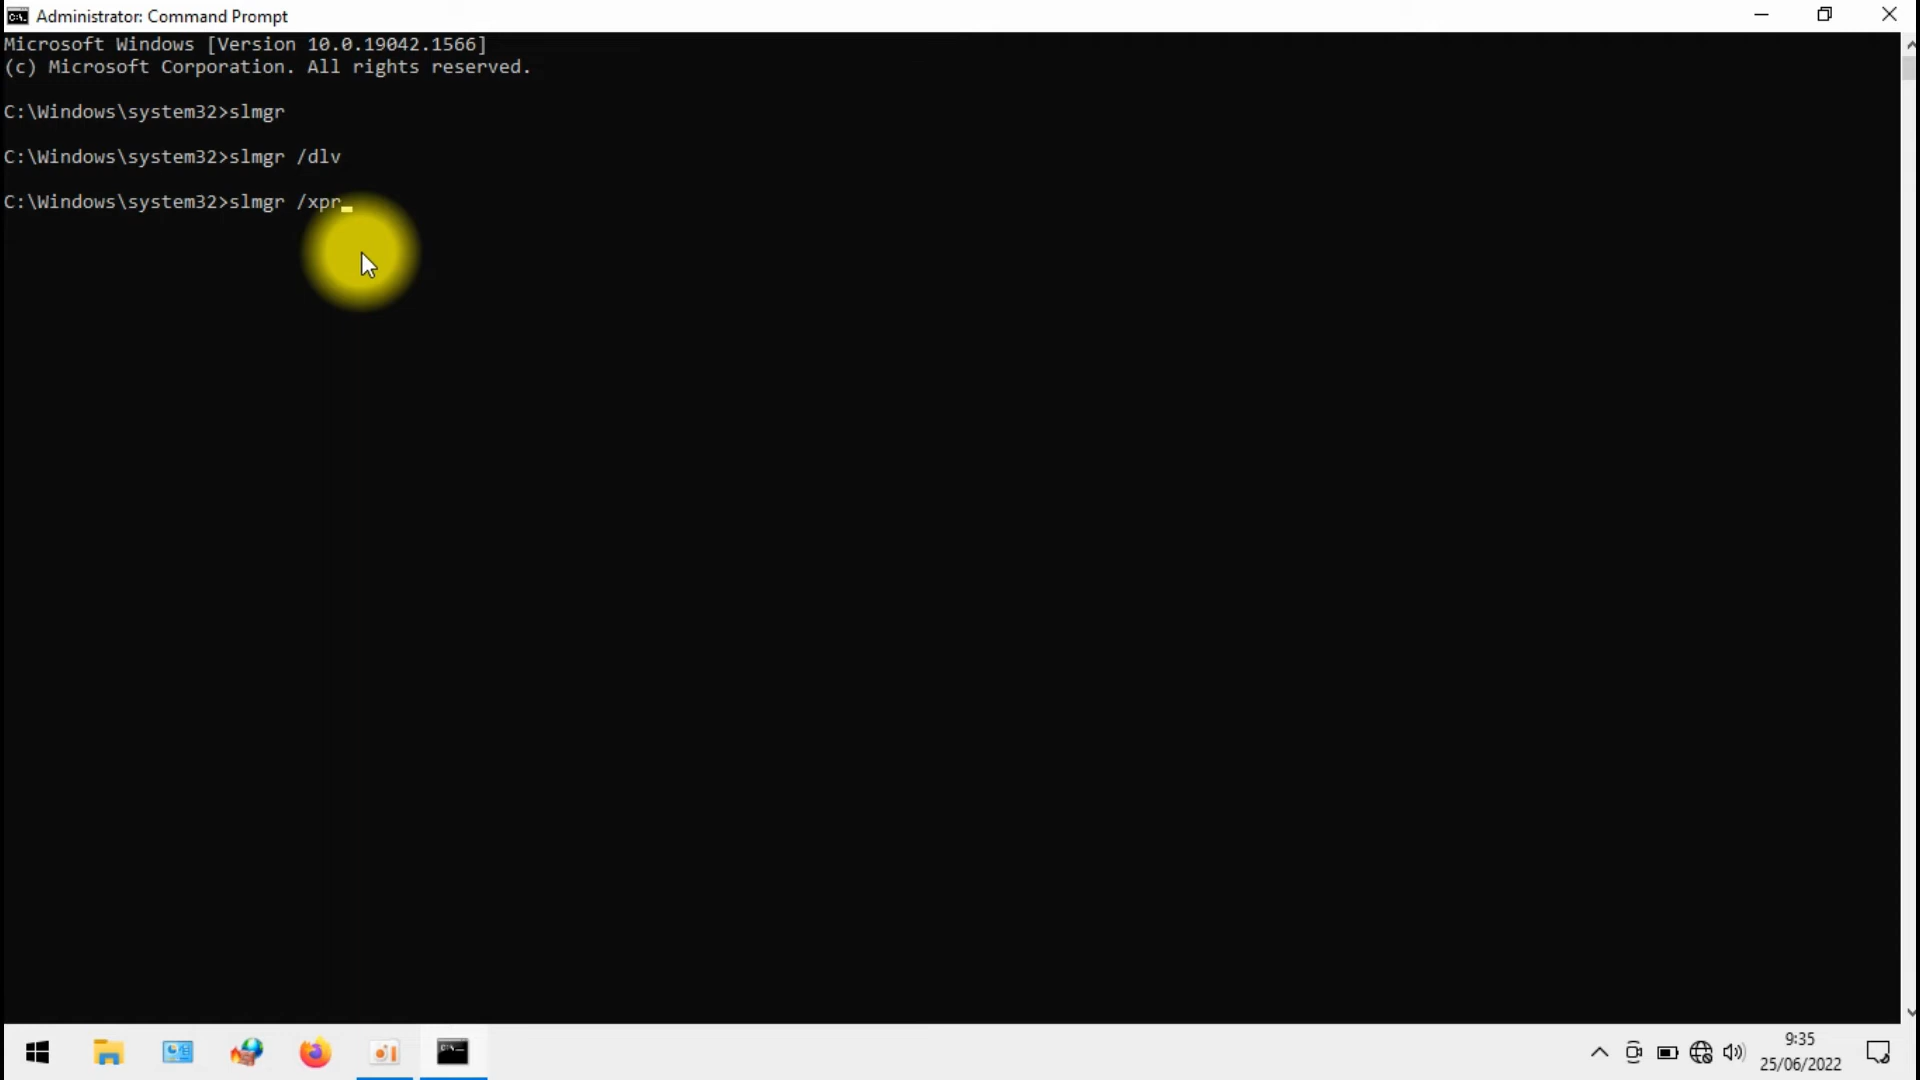 Administrator: Command Prompt
Microsoft Windows [Version 10.0.19042.1566]
(c) Microsoft Corporation. All rights reserved.
C:\Windows\system32>slmgr
C:\Windows\system32>slmgr /dlv
C:\Windows\system32>slmgr /xpr
9:35
25/06/2022